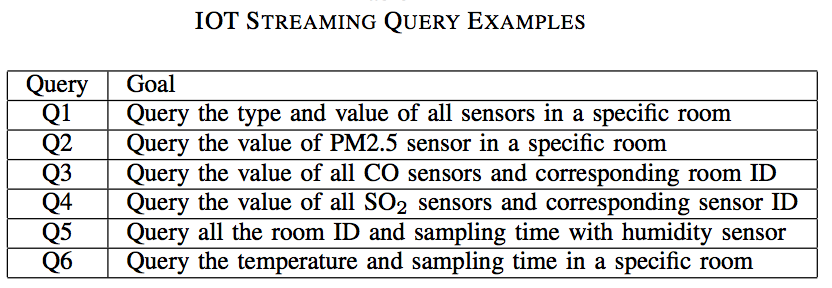 IOT STREAMING QUERY EXAMPLES
Query Goal
Q1 Query the type and value of all sensors in a specific room
Q2 Query the value of PM2.5 sensor in a specific room
Q3 Query the value of all CO sensors and corresponding room ID
Q4 Query the value of all SO₂ sensors and corresponding sensor ID
Q5 Query all the room ID and sampling time with humidity sensor
Q6 Query the temperature and sampling time in a specific room